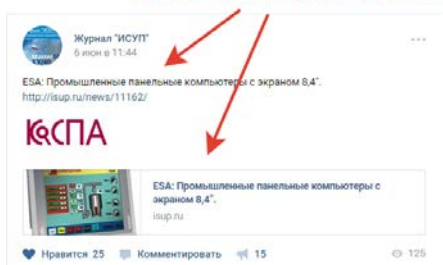 Журнал "ИСУП"
6 июн в 11:44
ESA: Промышленные панельные компьютеры с экраном 8,4".
http://isup.ru/news/11162/
КСПА
ESA: Промышленные панельные компьютеры с
экраном 8,4".
isup.ru
Нравится 25 Комментировать 15 125